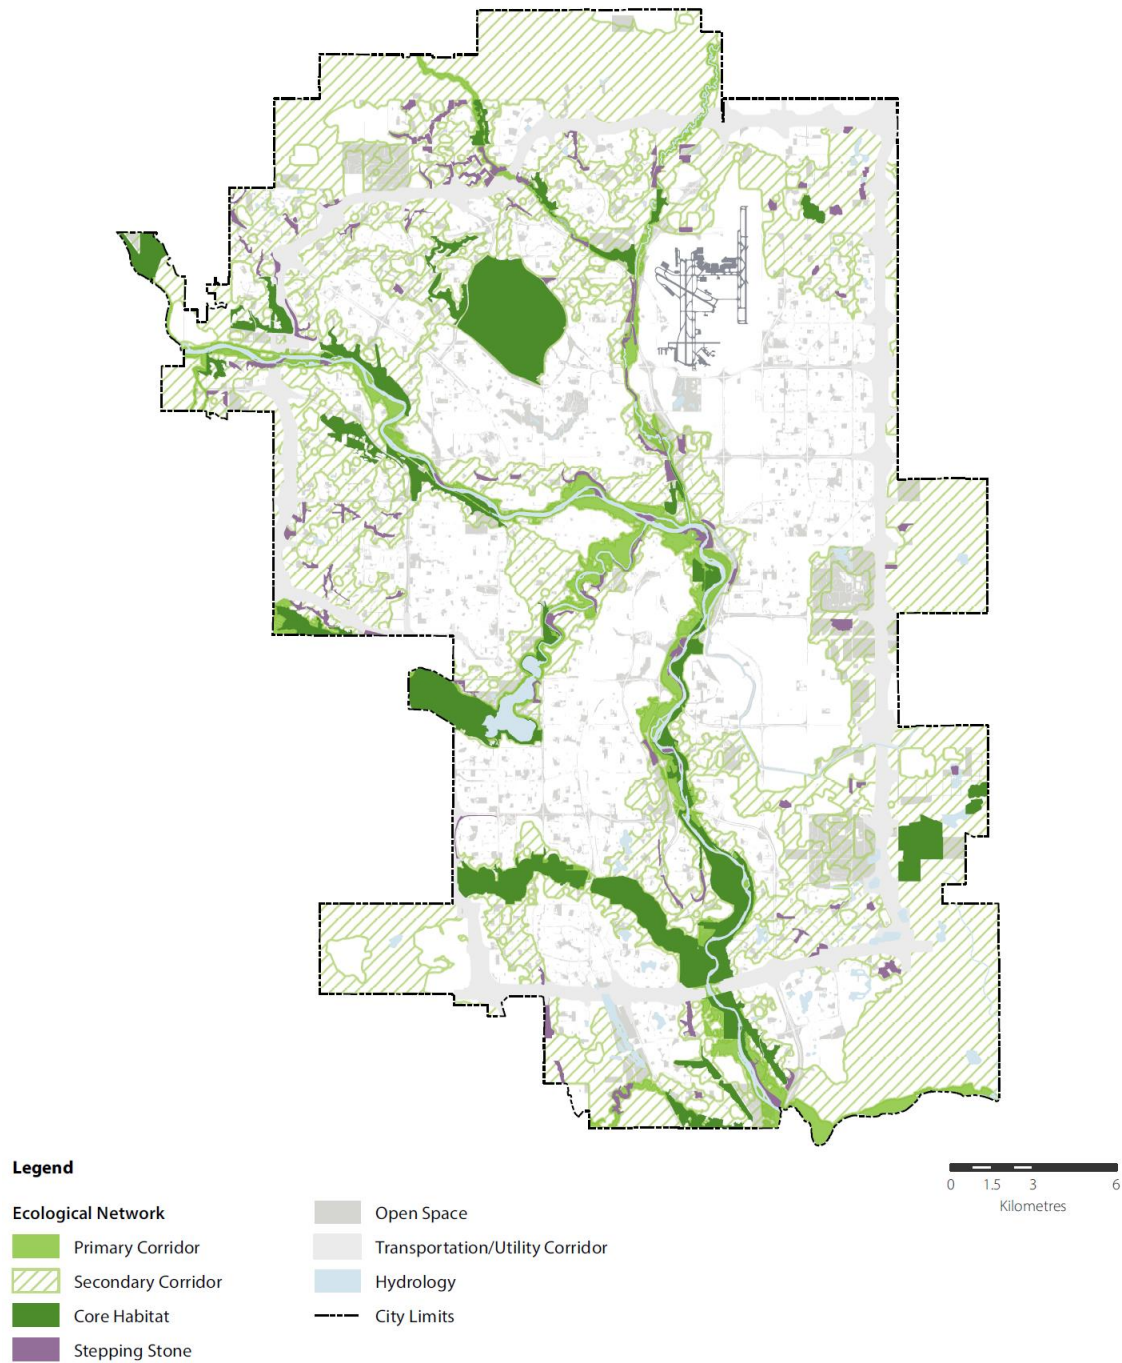 Legend
Ecological Network
Primary Corridor
Secondary Corridor
Core Habitat
Stepping Stone
Open Space
Transportation/Utility Corridor
Hydrology
City Limits
0 1.5 3 6
Kilometres